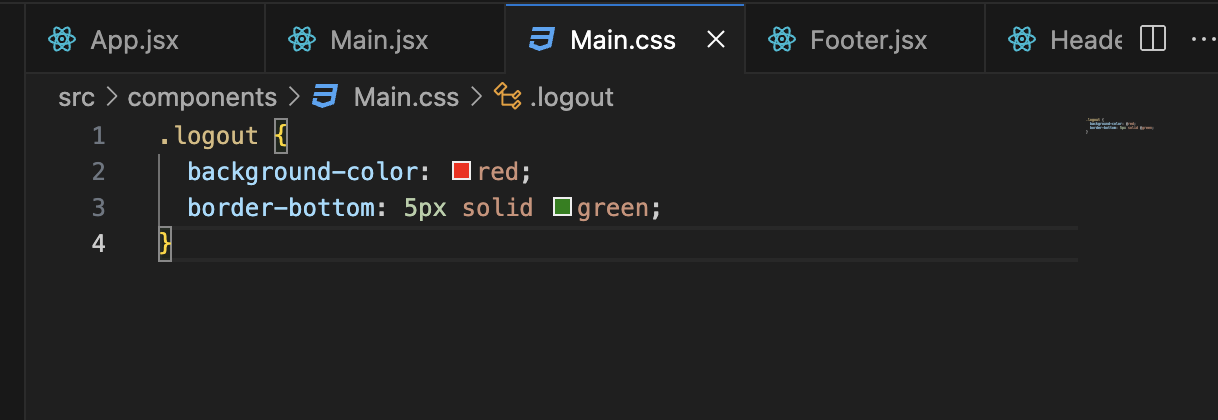 App.jsx Main.jsx Main.css Footer.jsx Heade
src > components > Main.css > .logout
1 .logout {
2 background-color: red;
3 border-bottom: 5px solid green;
4 }